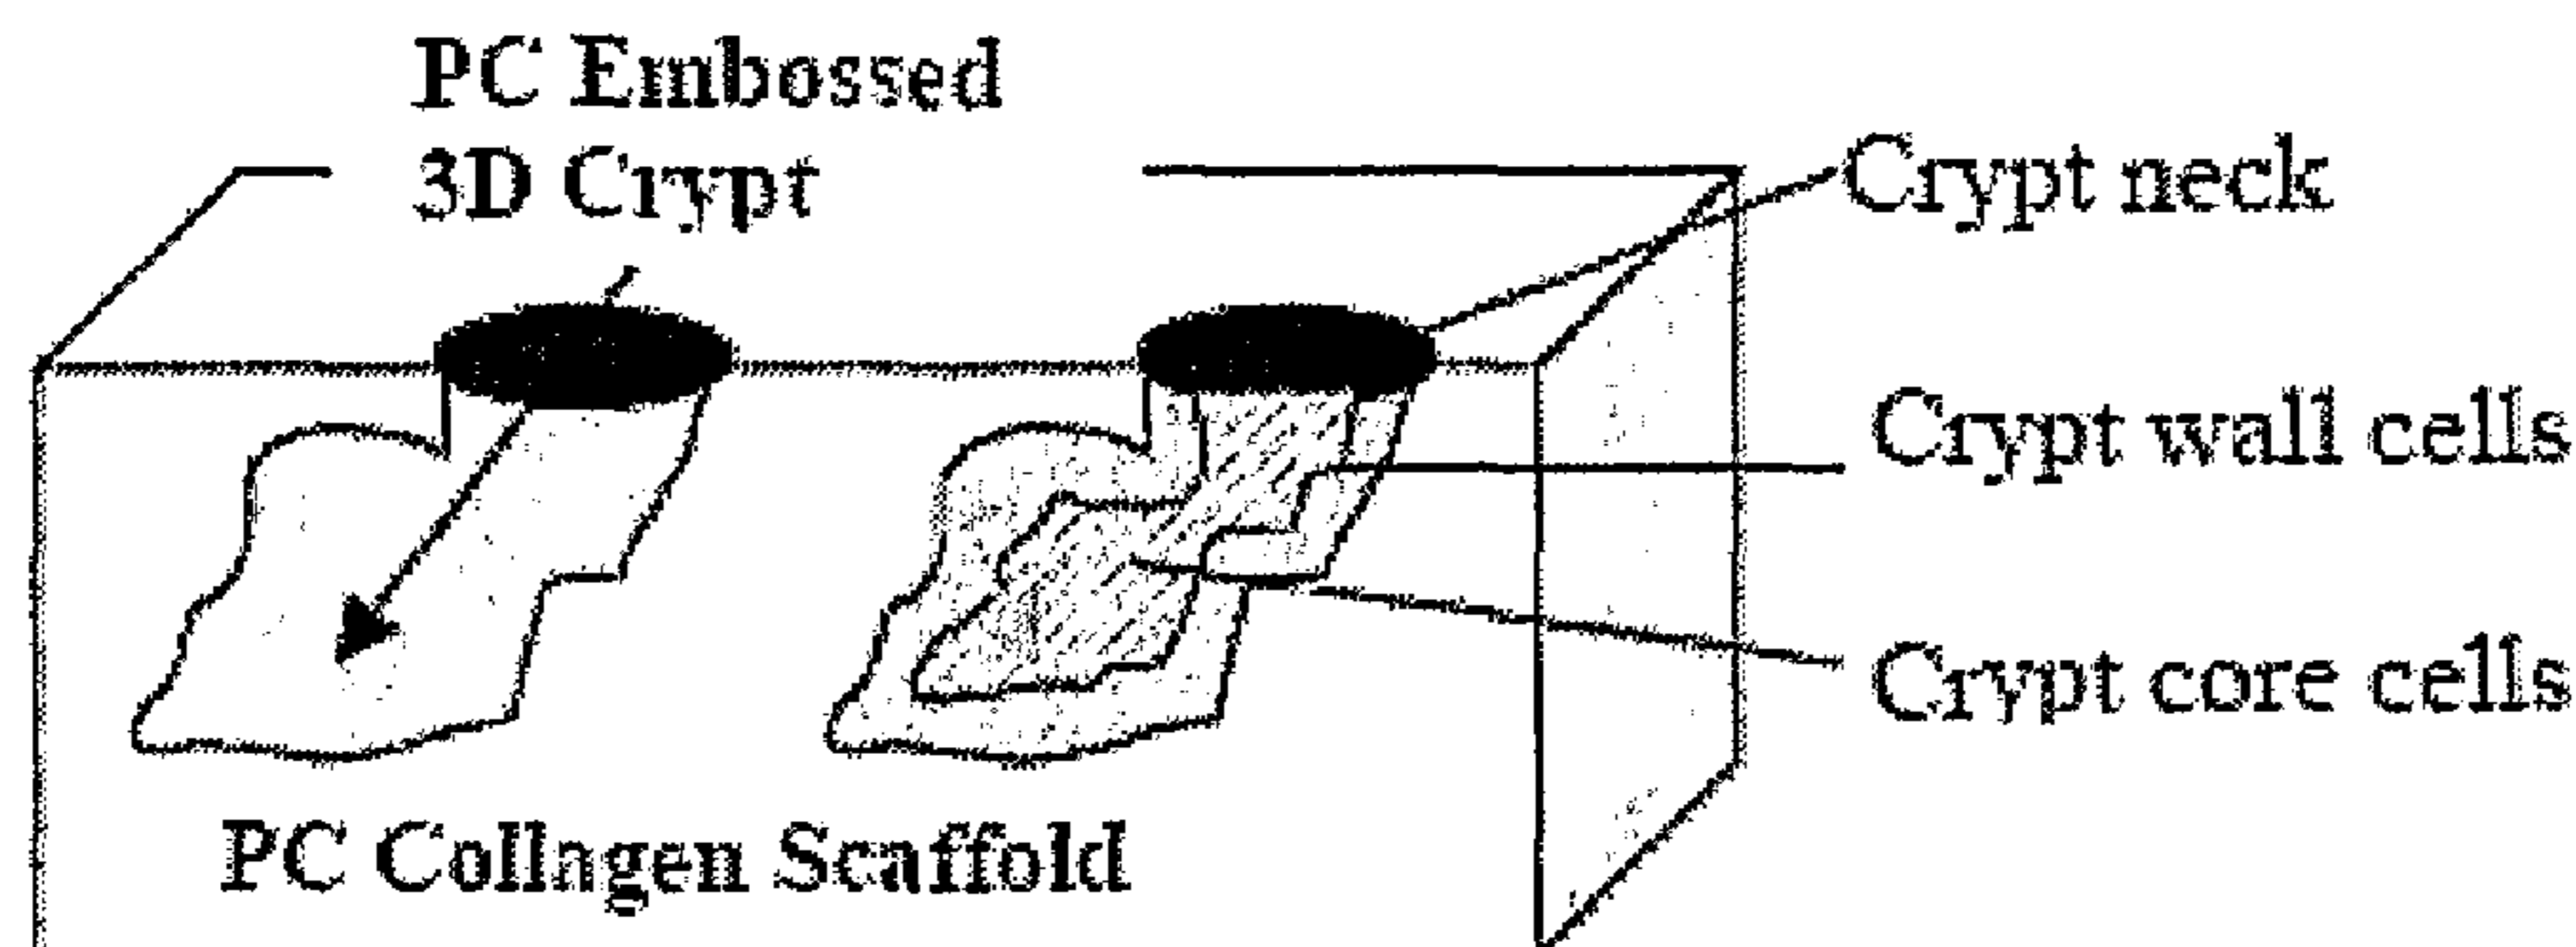 PC Embossed
3D Crypt
Crypt neck
Crypt wall cells
Crypt core cells
PC Collagen Scaffold